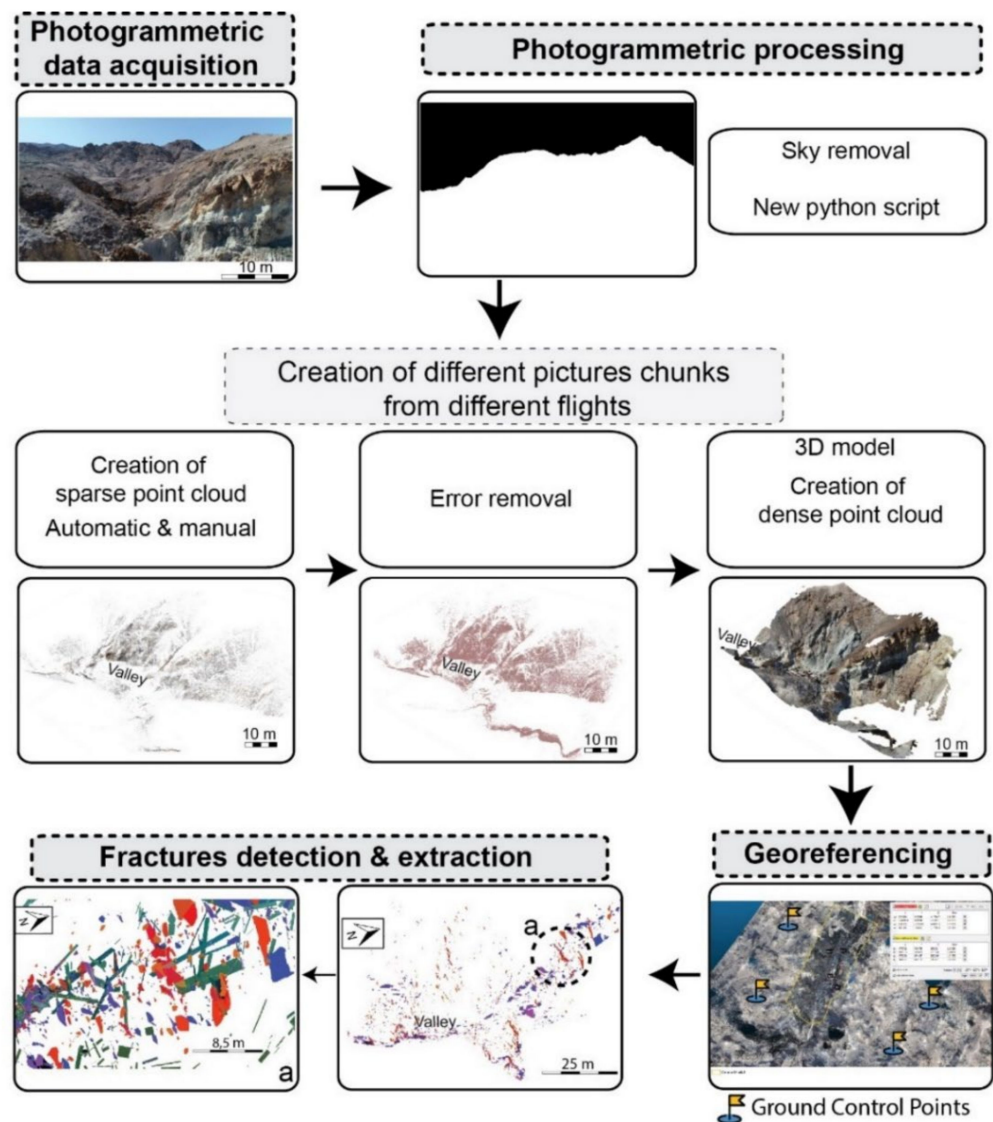 Photogrammetric
data acquisition
Photogrammetric processing
10 m
Sky removal
New python script
Creation of different pictures chunks
from different flights
Creation of
sparse point cloud
Automatic & manual
Error removal
3D model
Creation of
dense point cloud
Valley
10 m
Valley
10 m
Valley
10 m
Fractures detection & extraction
Georeferencing
N
8,5 m
a
N
a
Valley
25 m
Ground Control Points